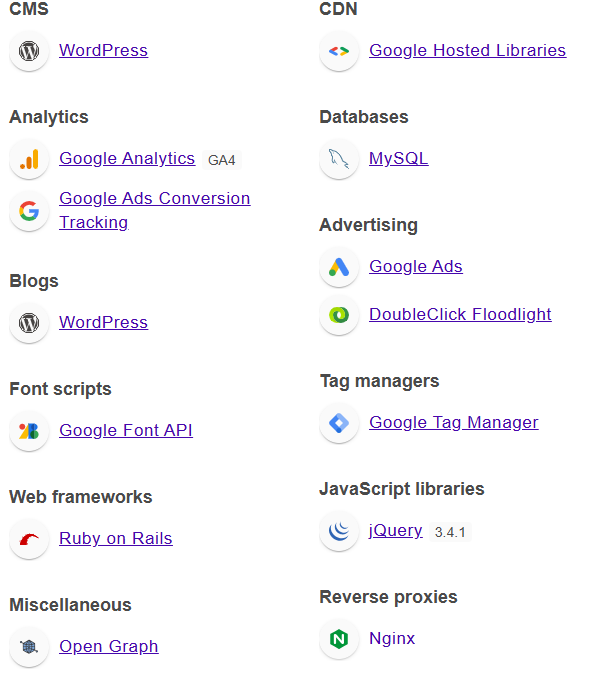 CMS
WordPress
Analytics
Google Analytics GA4
Google Ads Conversion
Tracking
Blogs
WordPress
Font scripts
Google Font API
Web frameworks
Ruby on Rails
Miscellaneous
Open Graph
CDN
Google Hosted Libraries
Databases
MySQL
Advertising
Google Ads
DoubleClick Floodlight
Tag managers
Google Tag Manager
JavaScript libraries
jQuery 3.4.1
Reverse proxies
Nginx